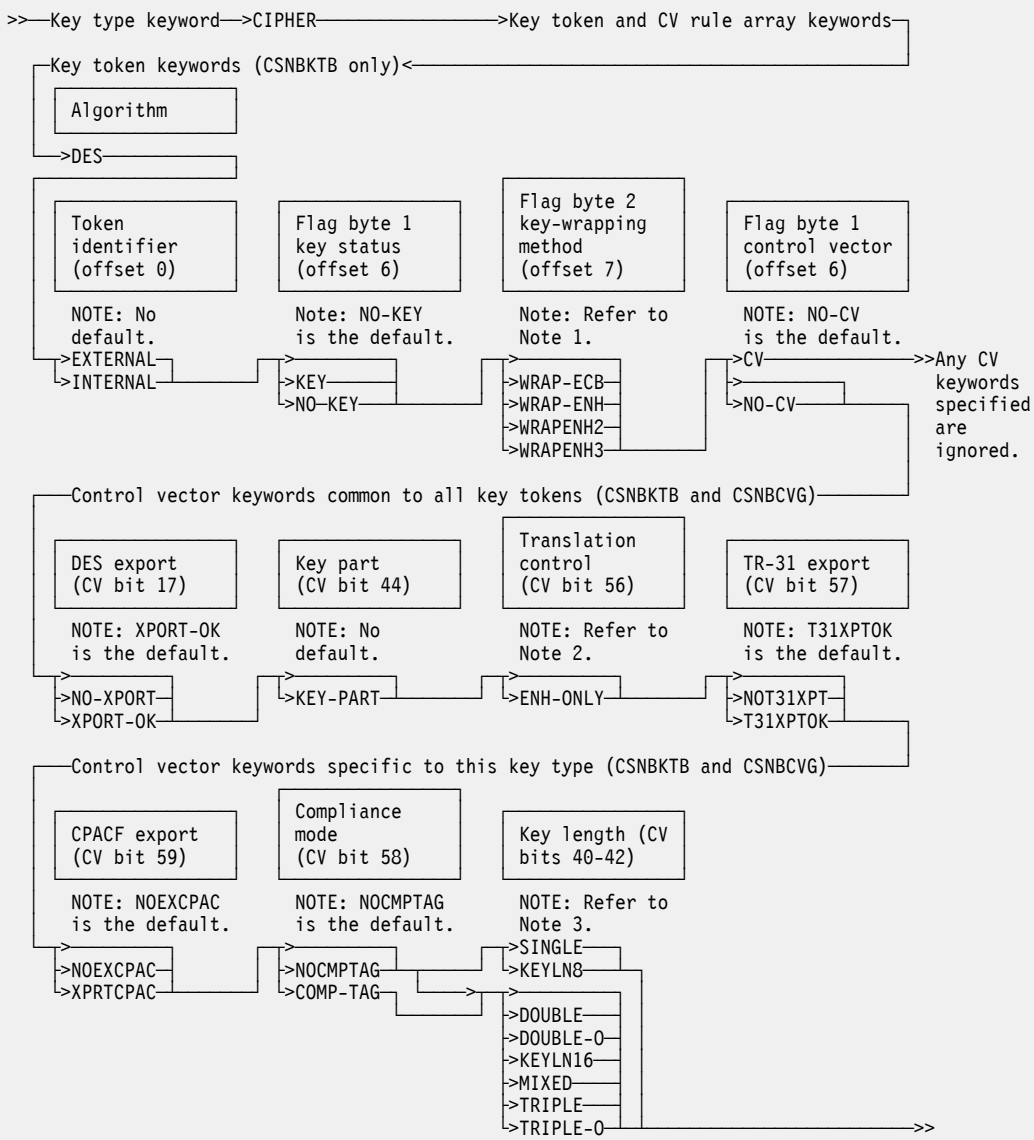 >>—Key type keyword—>CIPHER—>Key token and CV rule array keywords
Key token keywords (CSNBKTB only)<
Algorithm
>DES
Token identifier (offset 0)
Flag byte 1 key status (offset 6)
Flag byte 2 key-wrapping method (offset 7)
Flag byte 1 control vector (offset 6)
NOTE: No default.
Note: NO-KEY is the default.
Note: Refer to Note 1.
NOTE: NO-CV is the default.
>EXTERNAL
>INTERNAL
>
>KEY
>NO-KEY
>
>WRAP-ECB
>WRAP-ENH
>WRAPENH2
>WRAPENH3
>CV
>
>NO-CV
>>Any CV keywords specified are ignored.
Control vector keywords common to all key tokens (CSNBKTB and CSNBCVG)
DES export (CV bit 17)
Key part (CV bit 44)
Translation control (CV bit 56)
TR-31 export (CV bit 57)
NOTE: XPORT-OK is the default.
NOTE: No default.
NOTE: Refer to Note 2.
NOTE: T31XPTOK is the default.
>
>NO-XPORT
>XPORT-OK
>
>KEY-PART
>
>ENH-ONLY
>
>NOT31XPT
>T31XPTOK
Control vector keywords specific to this key type (CSNBKTB and CSNBCVG)
CPACF export (CV bit 59)
Compliance mode (CV bit 58)
Key length (CV bits 40-42)
NOTE: NOEXCPAC is the default.
NOTE: NOCMPTAG is the default.
NOTE: Refer to Note 3.
>
>NOEXCPAC
>XPRTCPAC
>
>NOCMPTAG
>COMP-TAG
>SINGLE
>KEYLN8
>
>DOUBLE
>DOUBLE-O
>KEYLN16
>MIXED
>TRIPLE
>TRIPLE-O
>>